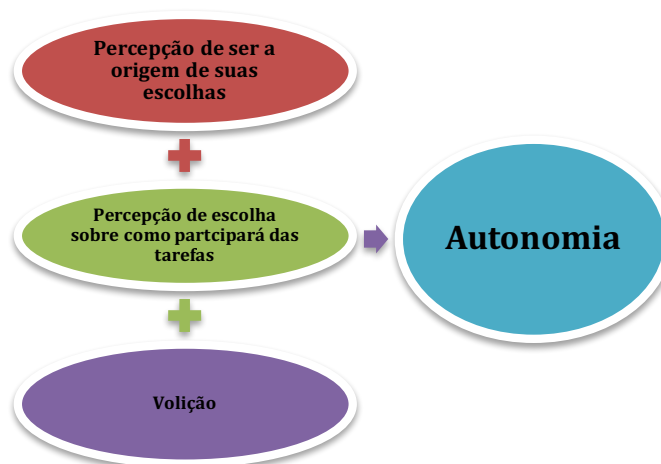 Percepção de ser a
origem de suas
escolhas
Percepção de escolha
sobre como partcipará das
tarefas
Volição
Autonomia